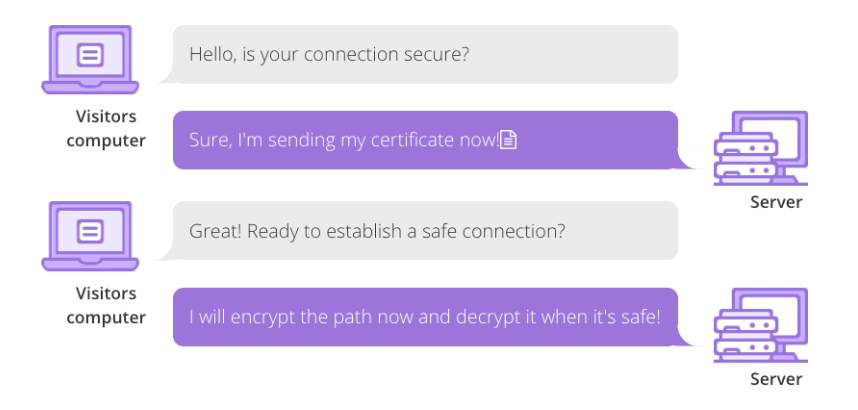 Hello, is your connection secure?
Visitors
computer
Sure, I'm sending my certificate now!
Server
Great! Ready to establish a safe connection?
Visitors
computer
I will encrypt the path now and decrypt it when it's safe!
Server